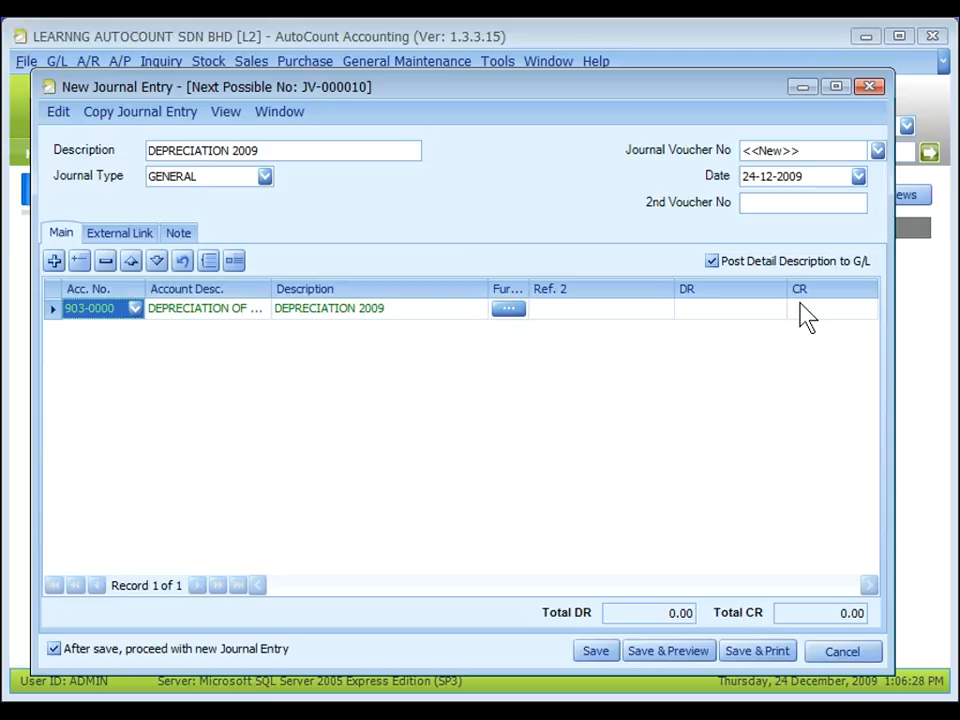 LEARNNG AUTOCOUNT SDN BHD [L2] - AutoCount Accounting (Ver: 1.3.3.15)
File G/L A/R A/P Inquiry Stock Sales Purchase General Maintenance Tools Window Help
New Journal Entry - [Next Possible No: JV-000010]
Edit Copy Journal Entry View Window
Description DEPRECIATION 2009 Journal Voucher No <<New>>
Journal Type GENERAL Date 24-12-2009
ews
2nd Voucher No
Main External Link Note
Post Detail Description to G/L
Acc. No. Account Desc. Description Fur... Ref. 2 DR CR
903-0000 DEPRECIATION OF ... DEPRECIATION 2009 ...
Record 1 of 1
Total DR 0.00 Total CR 0.00
After save, proceed with new Journal Entry Save Save & Preview Save & Print Cancel
User ID: ADMIN Server: Microsoft SQL Server 2005 Express Edition (SP3) Thursday, 24 December, 2009 1:06:28 PM